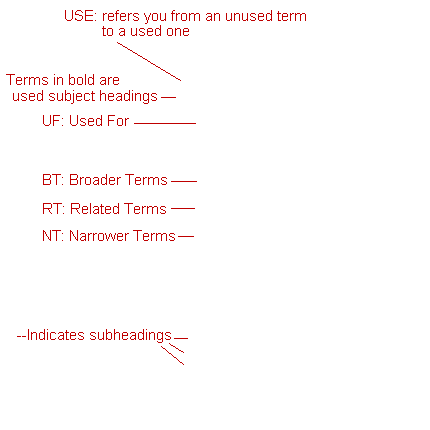 USE: refers you from an unused term
to a used one
Terms in bold are
used subject headings
UF: Used For
BT: Broader Terms
RT: Related Terms
NT: Narrower Terms
--Indicates subheadings